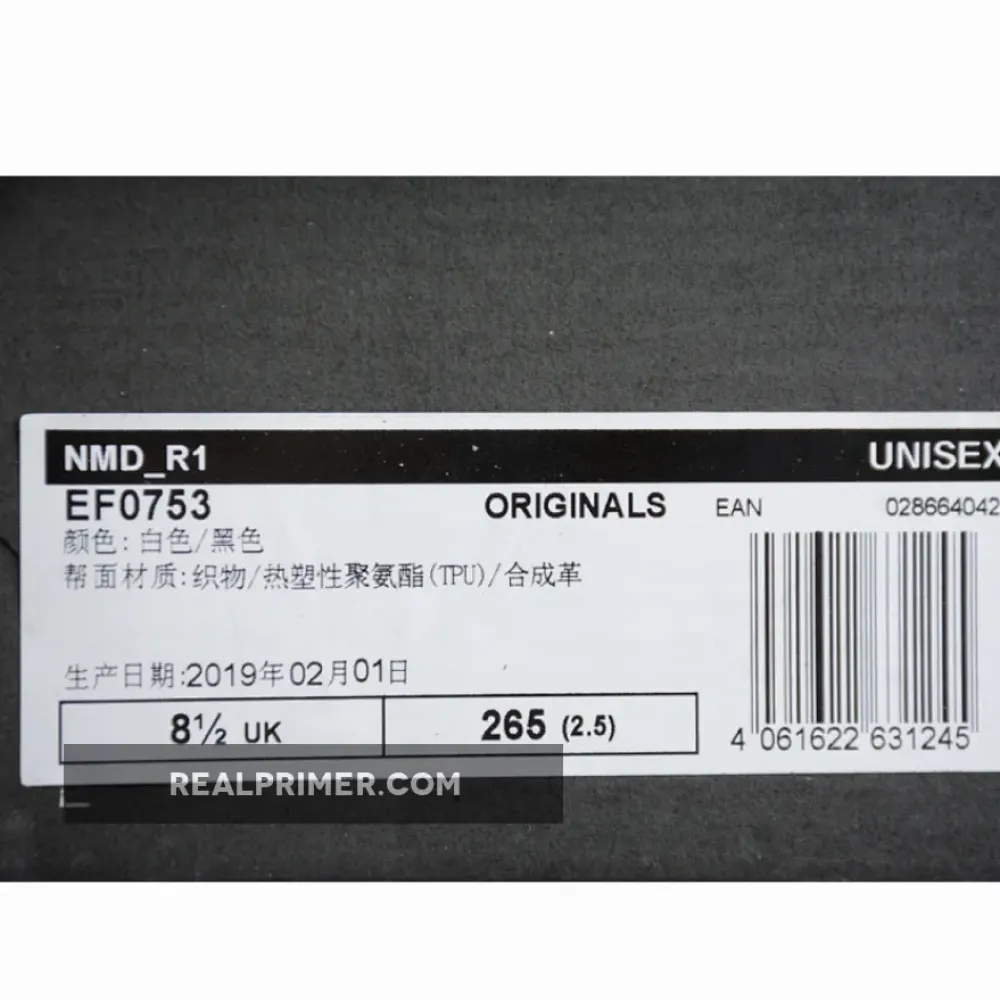 NMD_R1 UNISEX
EF0753 ORIGINALS EAN 028664042
颜色: 白色/黑色
帮面材质:织物/热塑性聚氨酯(TPU)/合成革
生产日期:2019年02月01日
8½ UK 265 (2.5)
4 061622 631245
REALPRIMER.COM